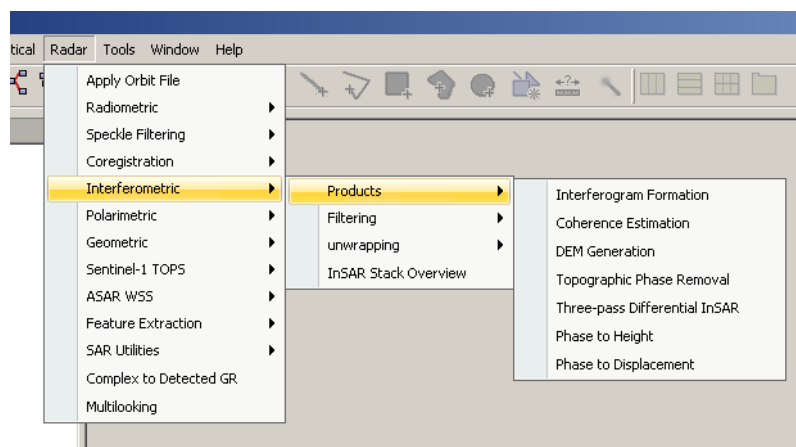 tical Radar Tools Window Help
Apply Orbit File
Radiometric
Speckle Filtering
Coregistration
Interferometric
Polarimetric
Geometric
Sentinel-1 TOPS
ASAR WSS
Feature Extraction
SAR Utilities
Complex to Detected GR
Multilooking
Products
Filtering
unwrapping
InSAR Stack Overview
Interferogram Formation
Coherence Estimation
DEM Generation
Topographic Phase Removal
Three-pass Differential InSAR
Phase to Height
Phase to Displacement